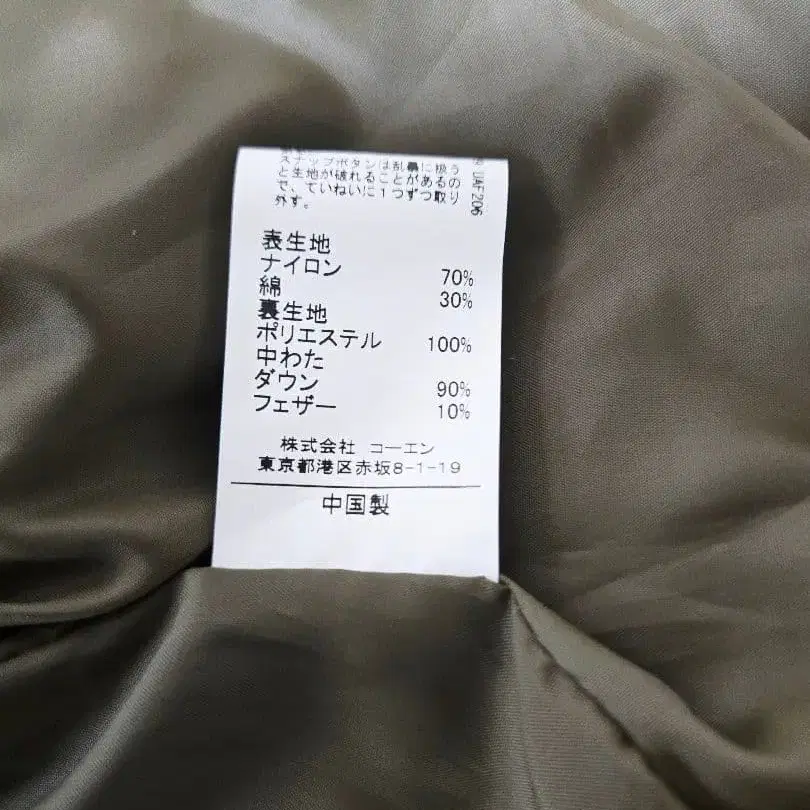 スナップボタンは乱暴に扱う
と生地が破れることがあるの
で、ていねいに1つずつ取り
外す。
UAF206
表生地
ナイロン 70%
綿 30%
裏生地
ポリエステル 100%
中わた
ダウン 90%
フェザー 10%
株式会社 コーエン
東京都港区赤坂8-1-19
中国製